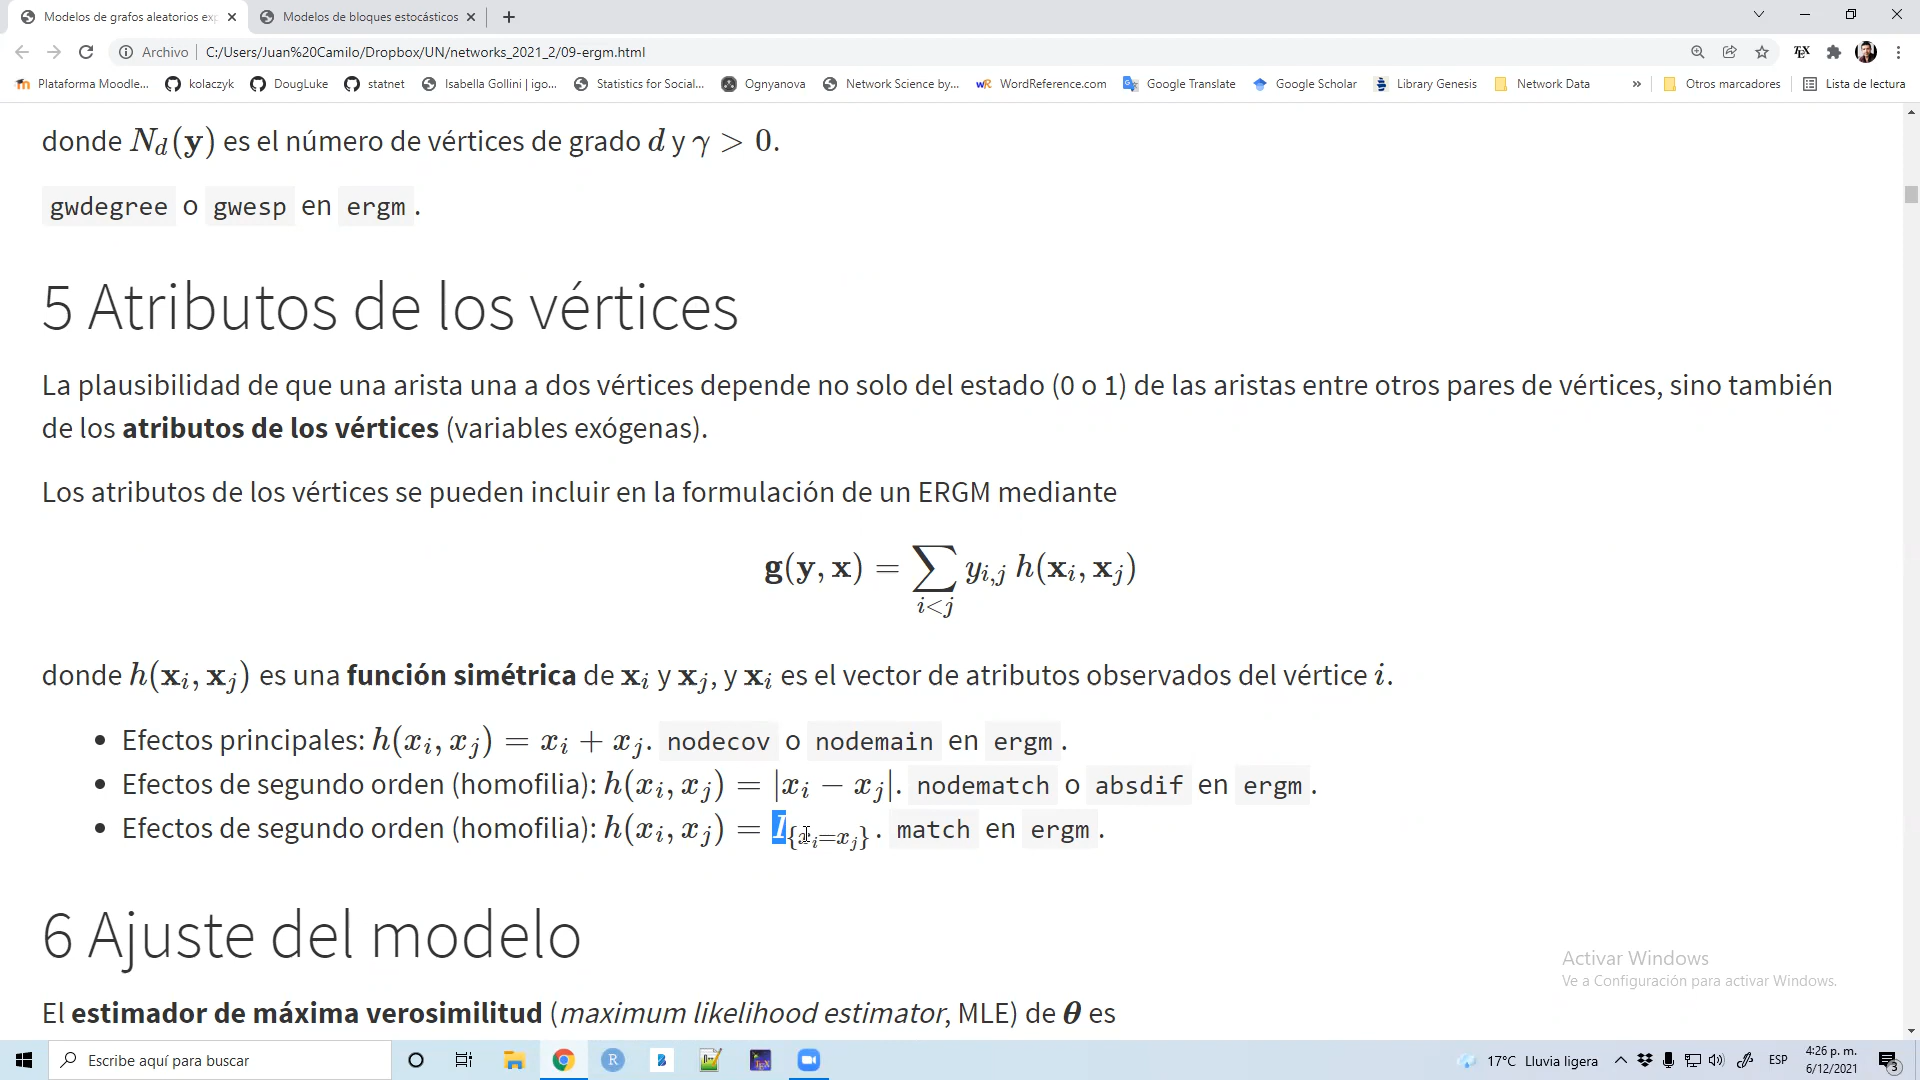 Modelos de grafos aleatorios exp
Modelos de bloques estocásticos
Archivo
C:/Users/Juan%20Camilo/Dropbox/UN/networks_2021_2/09-ergm.html
Plataforma Moodle...
kolaczyk
DougLuke
statnet
Isabella Gollini | igo...
Statistics for Social...
Ognyanova
Network Science by...
WordReference.com
Google Translate
Google Scholar
Library Genesis
Network Data
»
Otros marcadores
Lista de lectura
donde N_d(y) es el número de vértices de grado d y γ > 0.
gwdegree o gwesp en ergm .
5 Atributos de los vértices
La plausibilidad de que una arista una a dos vértices depende no solo del estado (0 o 1) de las aristas entre otros pares de vértices, sino también
de los atributos de los vértices (variables exógenas).
Los atributos de los vértices se pueden incluir en la formulación de un ERGM mediante
g(y, x) = ∑_{i<j} y_{i,j} h(x_i, x_j)
donde h(x_i, x_j) es una función simétrica de x_i y x_j, y x_i es el vector de atributos observados del vértice i.
• Efectos principales: h(x_i, x_j) = x_i + x_j. nodecov o nodemain en ergm .
• Efectos de segundo orden (homofilia): h(x_i, x_j) = |x_i − x_j|. nodematch o absdif en ergm .
• Efectos de segundo orden (homofilia): h(x_i, x_j) = I_{x_i=x_j}. match en ergm .
6 Ajuste del modelo
Activar Windows
Ve a Configuración para activar Windows.
El estimador de máxima verosimilitud (maximum likelihood estimator, MLE) de θ es
Escribe aquí para buscar
17°C Lluvia ligera
ESP
4:26 p. m.
6/12/2021
3